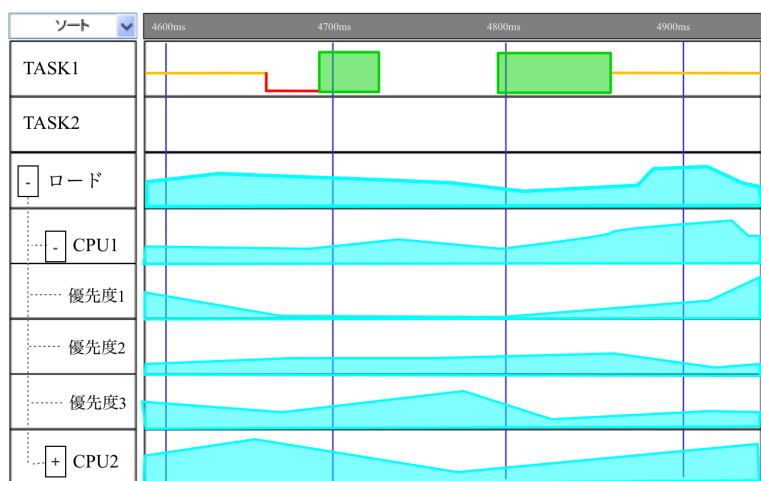 ソート 4600ms 4700ms 4800ms 4900ms
TASK1
TASK2
- ロード
- CPU1
優先度1
優先度2
優先度3
+ CPU2